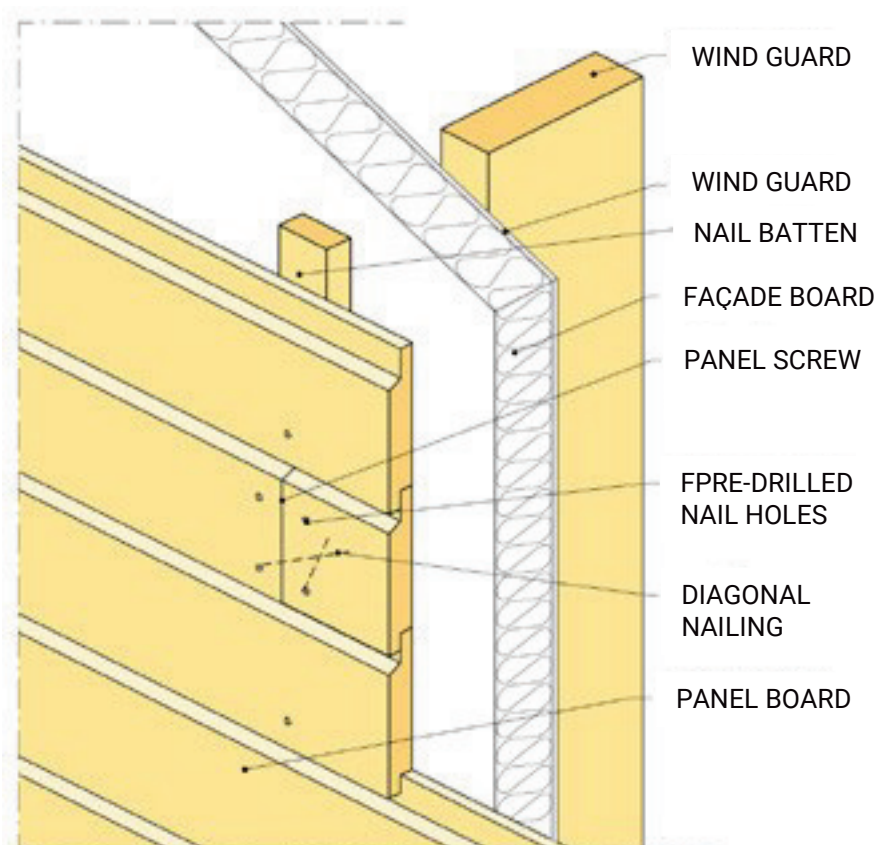 WIND GUARD
WIND GUARD
NAIL BATTEN
FAÇADE BOARD
PANEL SCREW
FPRE-DRILLED
NAIL HOLES
DIAGONAL
NAILING
PANEL BOARD